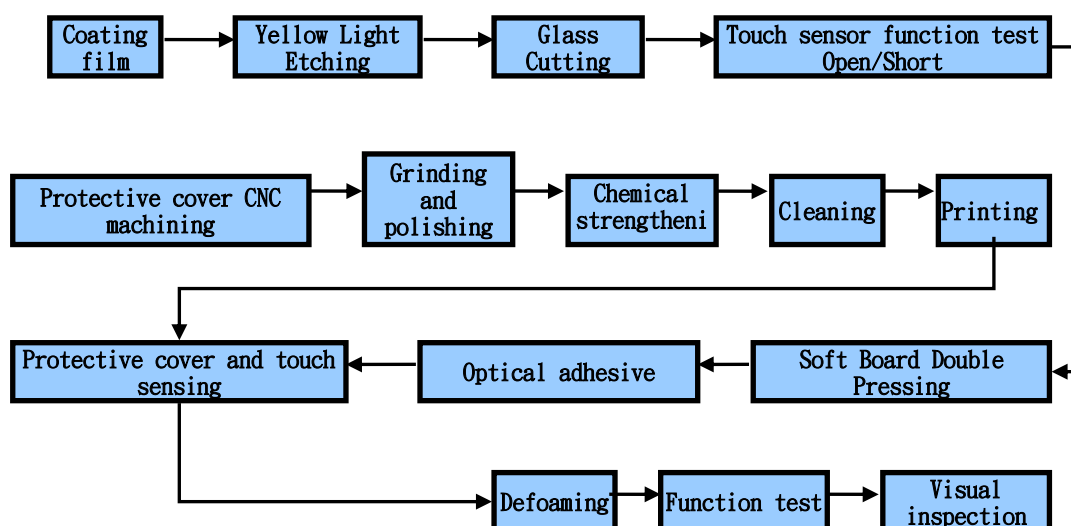 Coating
film
Yellow Light
Etching
Glass
Cutting
Touch sensor function test
Open/Short
Protective cover CNC
machining
Grinding
and
polishing
Chemical
strengtheni
Cleaning
Printing
Protective cover and touch
sensing
Optical adhesive
Soft Board Double
Pressing
Defoaming
Function test
Visual
inspection